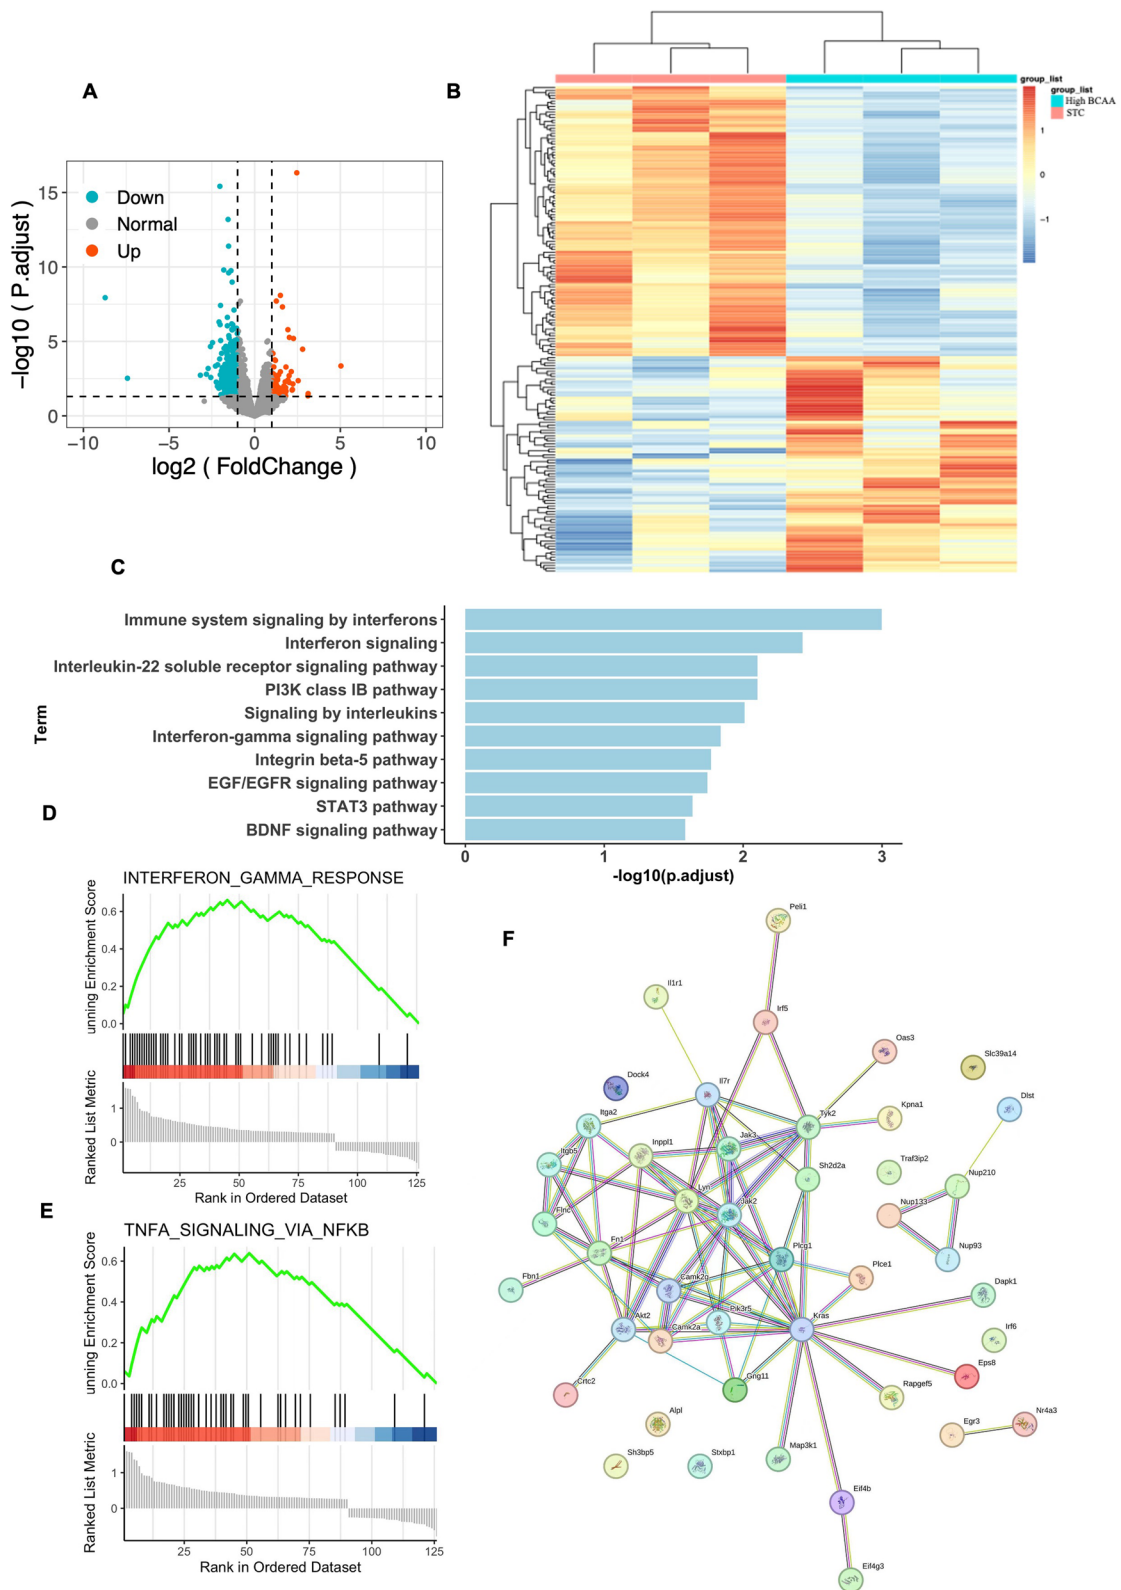 A
Down
Normal
Up
15
10
5
0
−10
−5
0
5
10
−log10 ( P.adjust )
log2 ( FoldChange )
B
group_list
group_list
High BCAA
STC
1
0
−1
C
Term
Immune system signaling by interferons
Interferon signaling
Interleukin-22 soluble receptor signaling pathway
PI3K class IB pathway
Signaling by interleukins
Interferon-gamma signaling pathway
Integrin beta-5 pathway
EGF/EGFR signaling pathway
STAT3 pathway
BDNF signaling pathway
0
1
2
3
-log10(p.adjust)
D
INTERFERON_GAMMA_RESPONSE
unning Enrichment Score
0.6
0.4
0.2
0.0
Ranked List Metric
1
0
25
50
75
100
125
Rank in Ordered Dataset
E
TNFA_SIGNALING_VIA_NFKB
unning Enrichment Score
0.6
0.4
0.2
0.0
Ranked List Metric
1
0
25
50
75
100
125
Rank in Ordered Dataset
F
Peli1
Il1r1
Irf5
Oas3
Slc39a14
Dock4
Il7r
Dlst
Itga2
Tyk2
Kpna1
Inppl1
Jak3
Itgb5
Sh2d2a
Traf3ip2
Nup210
Lyn
Jak2
Nup133
Flnc
Fn1
Plcg1
Nup93
Fbn1
Camk2g
Plce1
Dapk1
Akt2
Pik3r5
Kras
Camk2a
Irf6
Crtc2
Gng11
Eps8
Rapgef5
Alpl
Egr3
Nr4a3
Sh3bp5
Stxbp1
Map3k1
Eif4b
Eif4g3